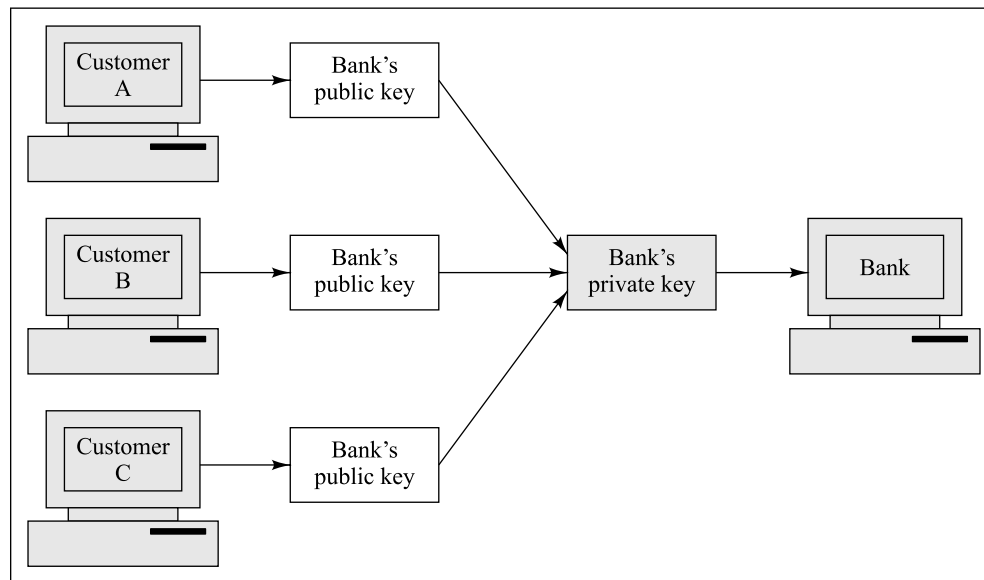 Customer
A
Bank’s
public key
Customer
B
Bank’s
public key
Bank’s
private key
Bank
Customer
C
Bank’s
public key